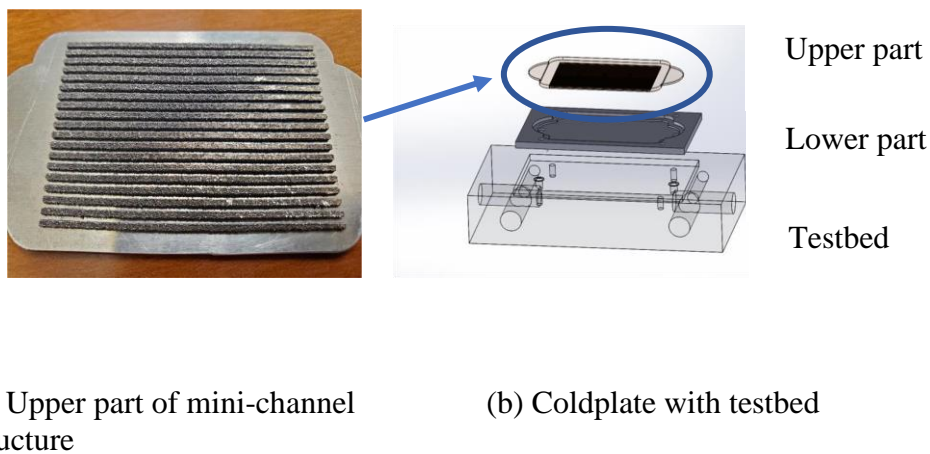 Upper part
Lower part
Testbed
Upper part of mini-channel
(b) Coldplate with testbed
ucture